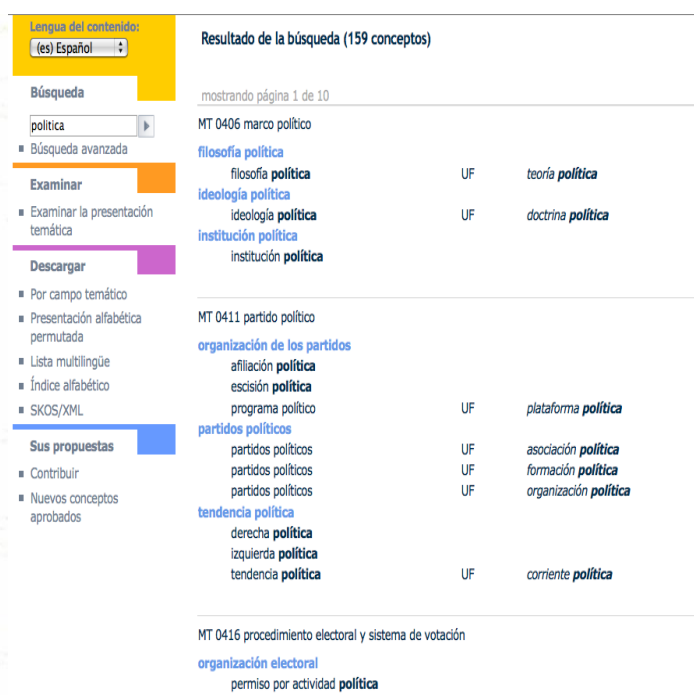 Lengua del contenido:
(es) Español
Búsqueda
politica
Búsqueda avanzada
Examinar
Examinar la presentación
temática
Descargar
Por campo temático
Presentación alfabética
permutada
Lista multilingüe
Índice alfabético
SKOS/XML
Sus propuestas
Contribuir
Nuevos conceptos
aprobados
Resultado de la búsqueda (159 conceptos)
mostrando página 1 de 10
MT 0406 marco político
filosofía política
filosofía política UF teoría política
ideología política
ideología política UF doctrina política
institución política
institución política
MT 0411 partido político
organización de los partidos
afiliación política
escisión política
programa político UF plataforma política
partidos políticos
partidos políticos UF asociación política
partidos políticos UF formación política
partidos políticos UF organización política
tendencia política
derecha política
izquierda política
tendencia política UF corriente política
MT 0416 procedimiento electoral y sistema de votación
organización electoral
permiso por actividad política